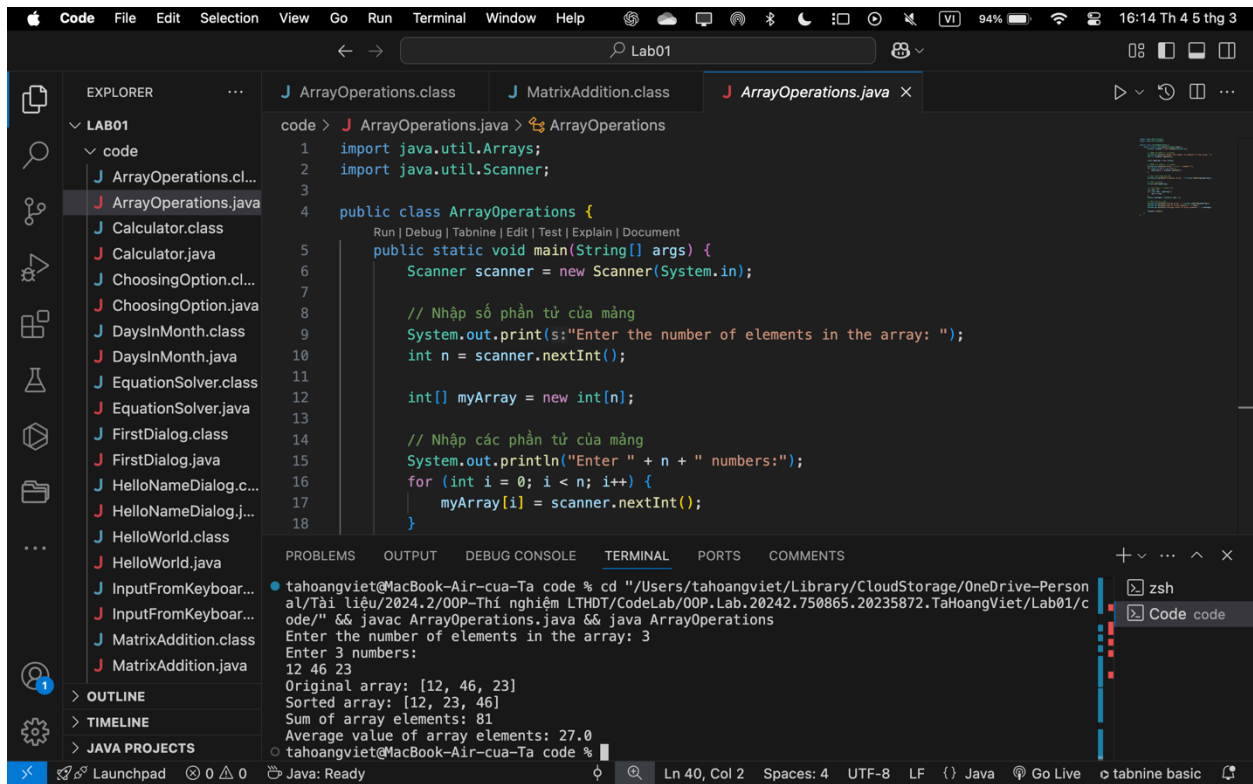 Code File Edit Selection View Go Run Terminal Window Help VI 94% 16:14 Th 4 5 thg 3
Lab01
EXPLORER
ArrayOperations.class MatrixAddition.class ArrayOperations.java
LAB01
code
ArrayOperations.cl...
ArrayOperations.java
Calculator.class
Calculator.java
ChoosingOption.cl...
ChoosingOption.java
DaysInMonth.class
DaysInMonth.java
EquationSolver.class
EquationSolver.java
FirstDialog.class
FirstDialog.java
HelloNameDialog.c...
HelloNameDialog.j...
HelloWorld.class
HelloWorld.java
InputFromKeyboar...
InputFromKeyboar...
MatrixAddition.class
MatrixAddition.java
OUTLINE
TIMELINE
JAVA PROJECTS
code > ArrayOperations.java > ArrayOperations
1 import java.util.Arrays;
2 import java.util.Scanner;
3
4 public class ArrayOperations {
Run | Debug | Tabnine | Edit | Test | Explain | Document
5 public static void main(String[] args) {
6 Scanner scanner = new Scanner(System.in);
7
8 // Nhập số phần tử của mảng
9 System.out.print(s:"Enter the number of elements in the array: ");
10 int n = scanner.nextInt();
11
12 int[] myArray = new int[n];
13
14 // Nhập các phần tử của mảng
15 System.out.println("Enter " + n + " numbers:");
16 for (int i = 0; i < n; i++) {
17 myArray[i] = scanner.nextInt();
18 }
PROBLEMS OUTPUT DEBUG CONSOLE TERMINAL PORTS COMMENTS
tahoangviet@MacBook-Air-cua-Ta code % cd "/Users/tahoangviet/Library/CloudStorage/OneDrive-Person
al/Tài liệu/2024.2/OOP-Thí nghiệm LTHDT/CodeLab/OOP.Lab.20242.750865.20235872.TaHoangViet/Lab01/c
ode/" && javac ArrayOperations.java && java ArrayOperations
Enter the number of elements in the array: 3
Enter 3 numbers:
12 46 23
Original array: [12, 46, 23]
Sorted array: [12, 23, 46]
Sum of array elements: 81
Average value of array elements: 27.0
tahoangviet@MacBook-Air-cua-Ta code %
zsh
Code code
1
Launchpad 0 0 Java: Ready Ln 40, Col 2 Spaces: 4 UTF-8 LF {} Java Go Live tabnine basic